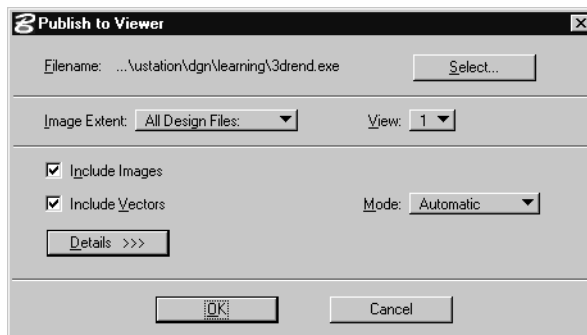 Publish to Viewer
Filename: ...\ustation\dgn\learning\3drend.exe Select...
Image Extent: All Design Files: View: 1
Include Images
Include Vectors Mode: Automatic
Details >>>
OK Cancel